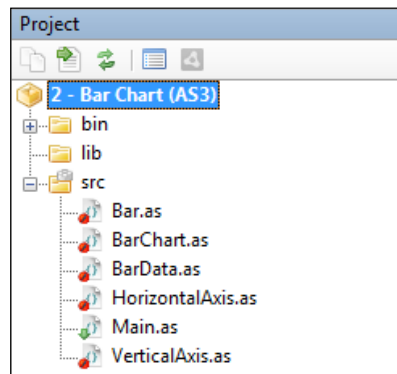 Project
2 - Bar Chart (AS3)
bin
lib
src
Bar.as
BarChart.as
BarData.as
HorizontalAxis.as
Main.as
VerticalAxis.as